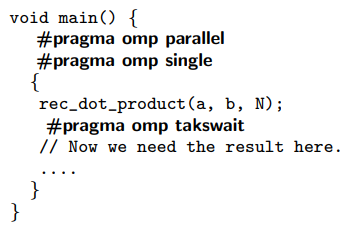 void main() {
#pragma omp parallel
#pragma omp single
{
rec_dot_product(a, b, N);
#pragma omp takswait
// Now we need the result here.
....
}
}